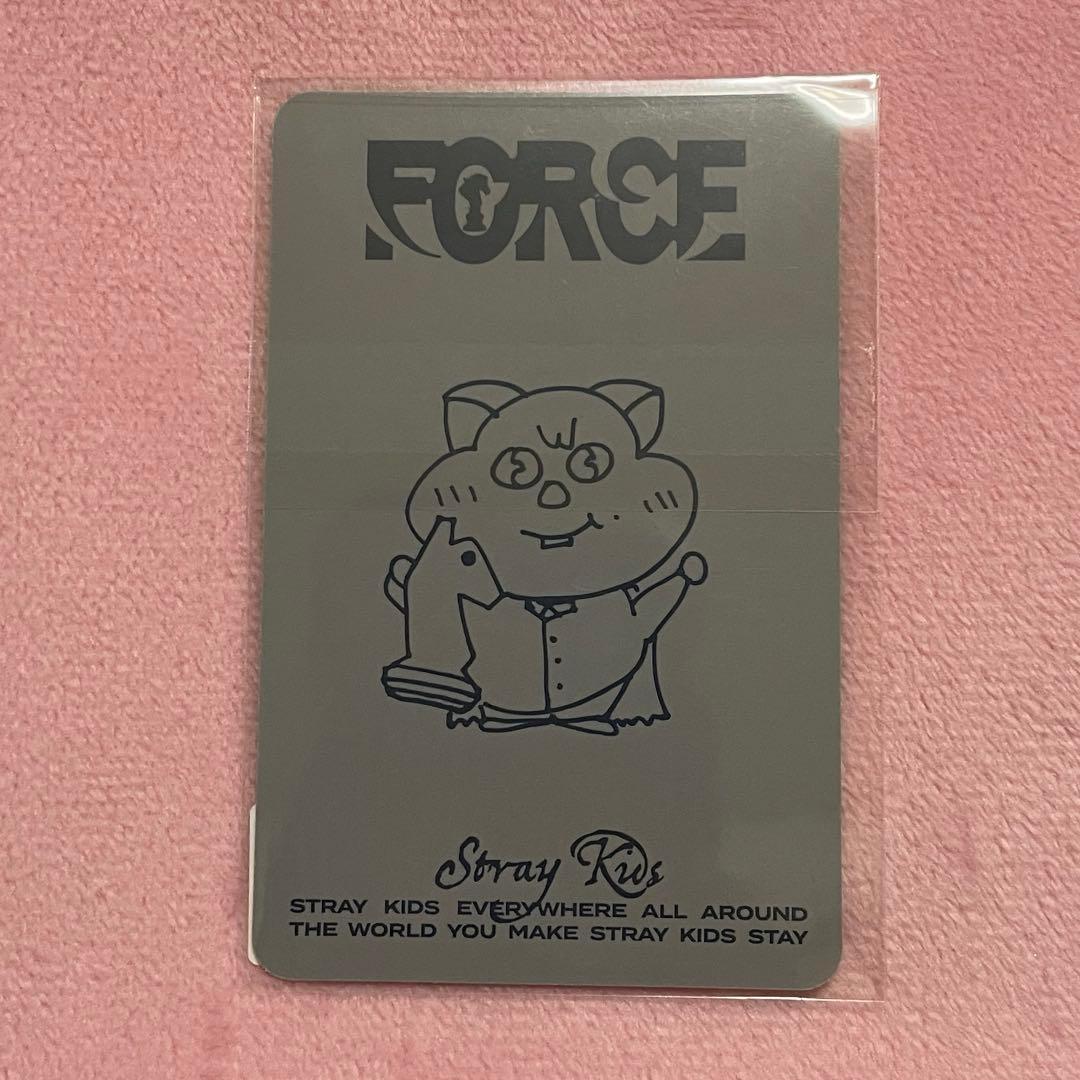 FORCE
Stray Kids
STRAY KIDS EVERYWHERE ALL AROUND
THE WORLD YOU MAKE STRAY KIDS STAY